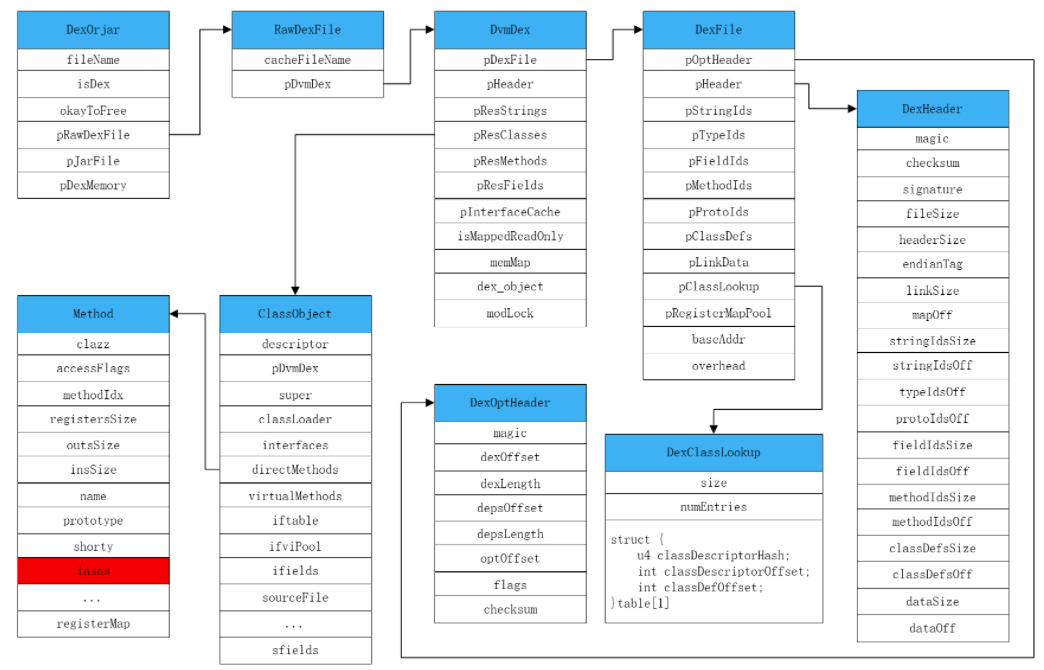 DexOrjar
fileName
isDex
okayToFree
pRawDexFile
pJarFile
pDexMemory
RawDexFile
cacheFileName
pDvmDex
DvmDex
pDexFile
pHeader
pResStrings
pResClasses
pResMethods
pResFields
pInterfaceCache
isMappedReadOnly
memMap
dex_object
modLock
DexFile
pOptHeader
pHeader
pStringIds
pTypeIds
pFieldIds
pMethodIds
pProtoIds
pClassDefs
pLinkData
pClassLookup
pRegisterMapPool
baseAddr
overhead
DexHeader
magic
checksum
signature
fileSize
headerSize
endianTag
linkSize
mapOff
stringIdsSize
stringIdsOff
typeIdsOff
protoIdsOff
fieldIdsSize
fieldIdsOff
methodIdsSize
methodIdsOff
classDefsSize
classDefsOff
dataSize
dataOff
Method
clazz
accessFlags
methodIdx
registersSize
outsSize
insSize
name
prototype
shorty
insns
...
registerMap
ClassObject
descriptor
pDvmDex
super
classLoader
interfaces
directMethods
virtualMethods
iftable
ifviPool
ifields
sourceFile
...
sfields
DexOptHeader
magic
dexOffset
dexLength
depsOffset
depsLength
optOffset
flags
checksum
DexClassLookup
size
numEntries
struct {
u4 classDescriptorHash;
int classDescriptorOffset;
int classDefOffset;
}table[1]